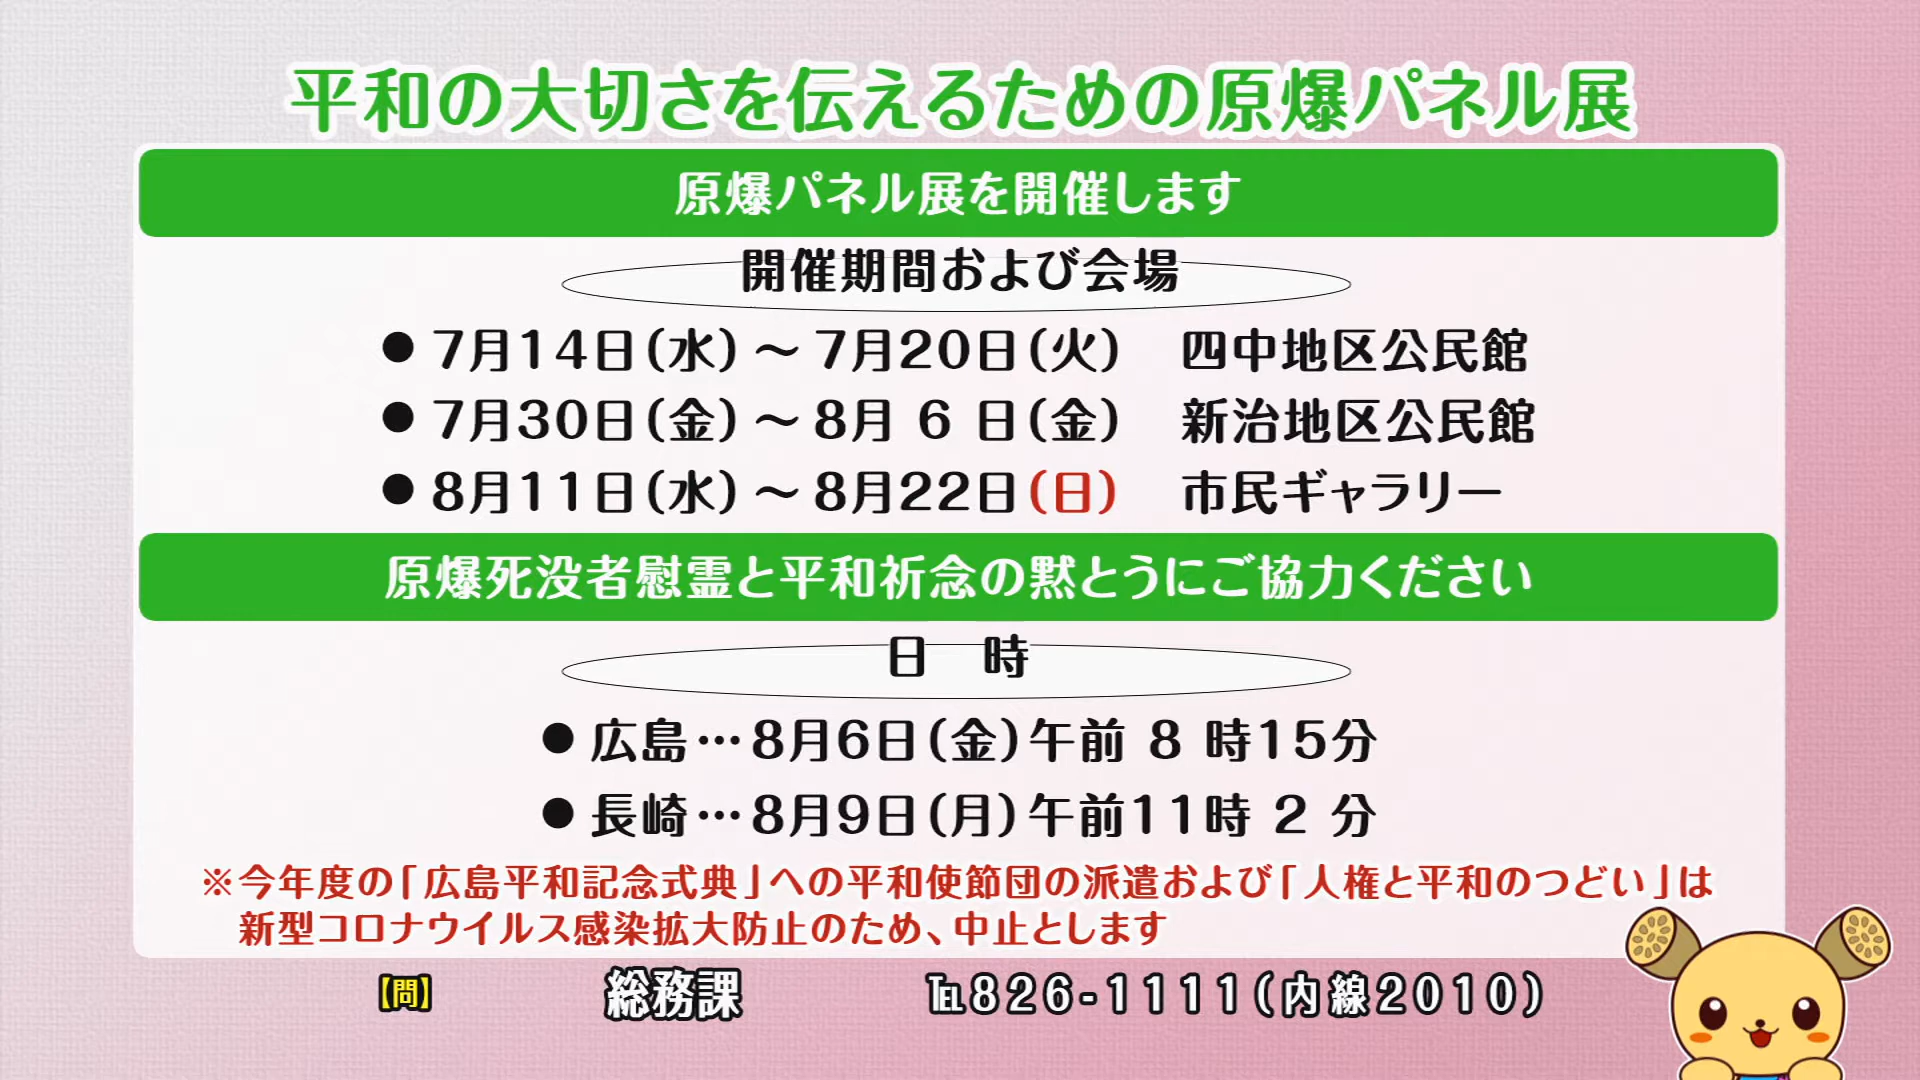 平和の大切さを伝えるための原爆パネル展
原爆パネル展を開催します
開催期間および会場
● 7月14日(水) ～ 7月20日(火)　四中地区公民館
● 7月30日(金) ～ 8月 6 日(金)　新治地区公民館
● 8月11日(水) ～ 8月22日(日)　市民ギャラリー
原爆死没者慰霊と平和祈念の黙とうにご協力ください
日　時
● 広島…8月6日(金)午前 8 時15分
● 長崎…8月9日(月)午前11時 2 分
※今年度の「広島平和記念式典」への平和使節団の派遣および「人権と平和のつどい」は
新型コロナウイルス感染拡大防止のため、中止とします
【問】　総務課　℡826-1111(内線2010)